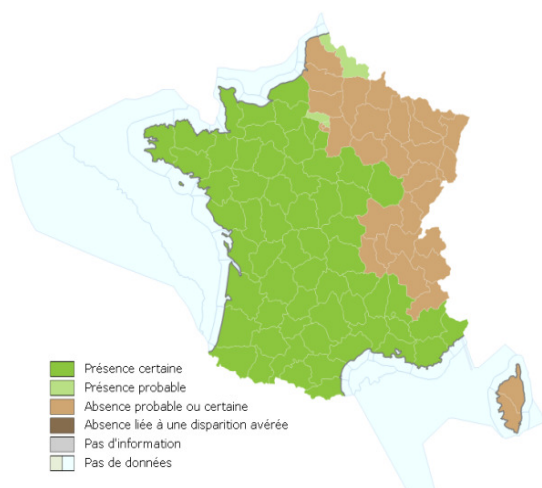 Présence certaine
Présence probable
Absence probable ou certaine
Absence liée à une disparition avérée
Pas d'information
Pas de données